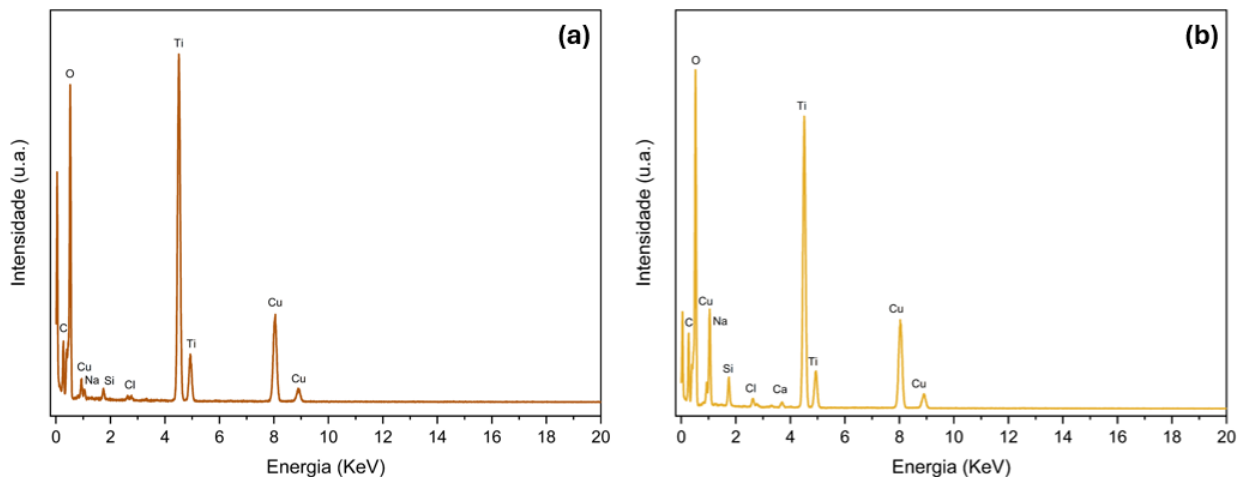 (a)
Ti
O
C
Cu
Na
Si
Cl
Ti
Cu
Cu
Intensidade (u.a.)
0 2 4 6 8 10 12 14 16 18 20
Energia (KeV)
(b)
O
Ti
C
Cu
Na
Si
Cl
Ca
Ti
Cu
Cu
Intensidade (u.a.)
0 2 4 6 8 10 12 14 16 18 20
Energia (KeV)